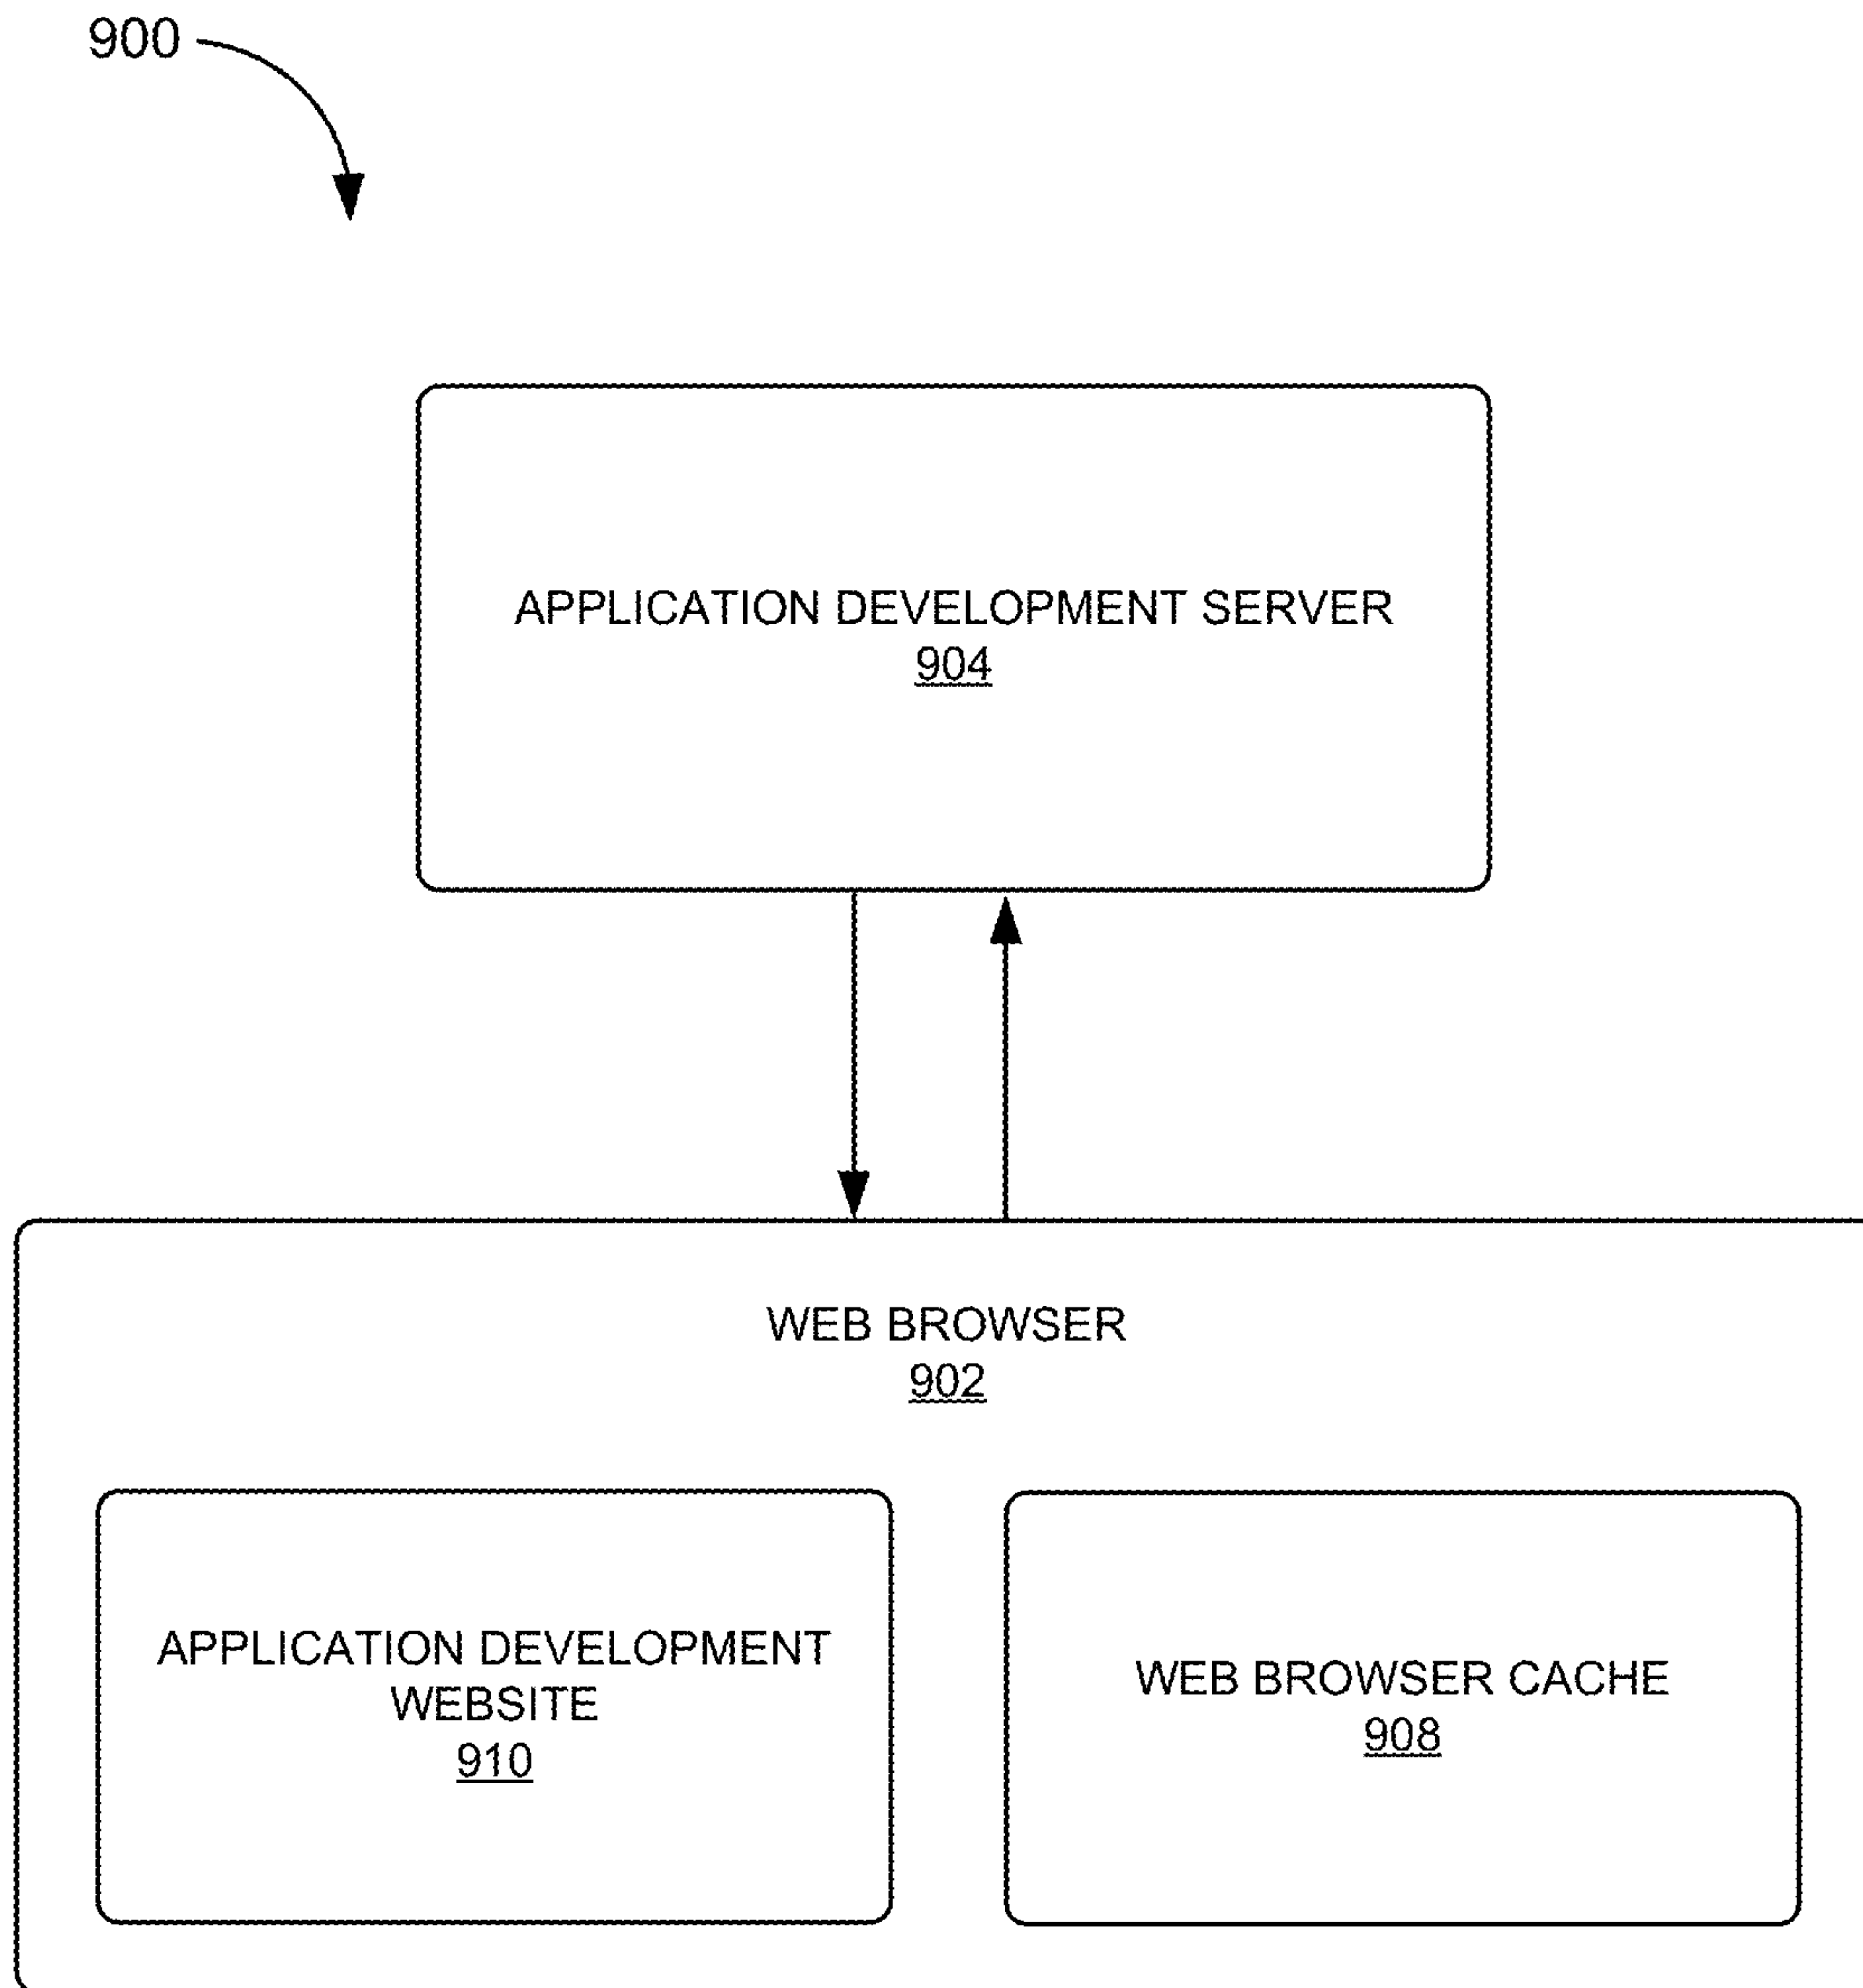 900
APPLICATION DEVELOPMENT SERVER
904
WEB BROWSER
902
APPLICATION DEVELOPMENT
WEBSITE
910
WEB BROWSER CACHE
908